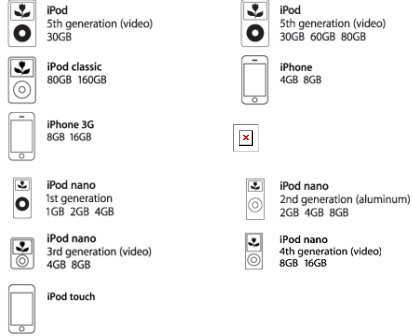 iPod
5th generation (video)
30GB
iPod
5th generation (video)
30GB 60GB 80GB
iPod classic
80GB 160GB
iPhone
4GB 8GB
iPhone 3G
8GB 16GB
iPod nano
1st generation
1GB 2GB 4GB
iPod nano
2nd generation (aluminum)
2GB 4GB 8GB
iPod nano
3rd generation (video)
4GB 8GB
iPod nano
4th generation (video)
8GB 16GB
iPod touch